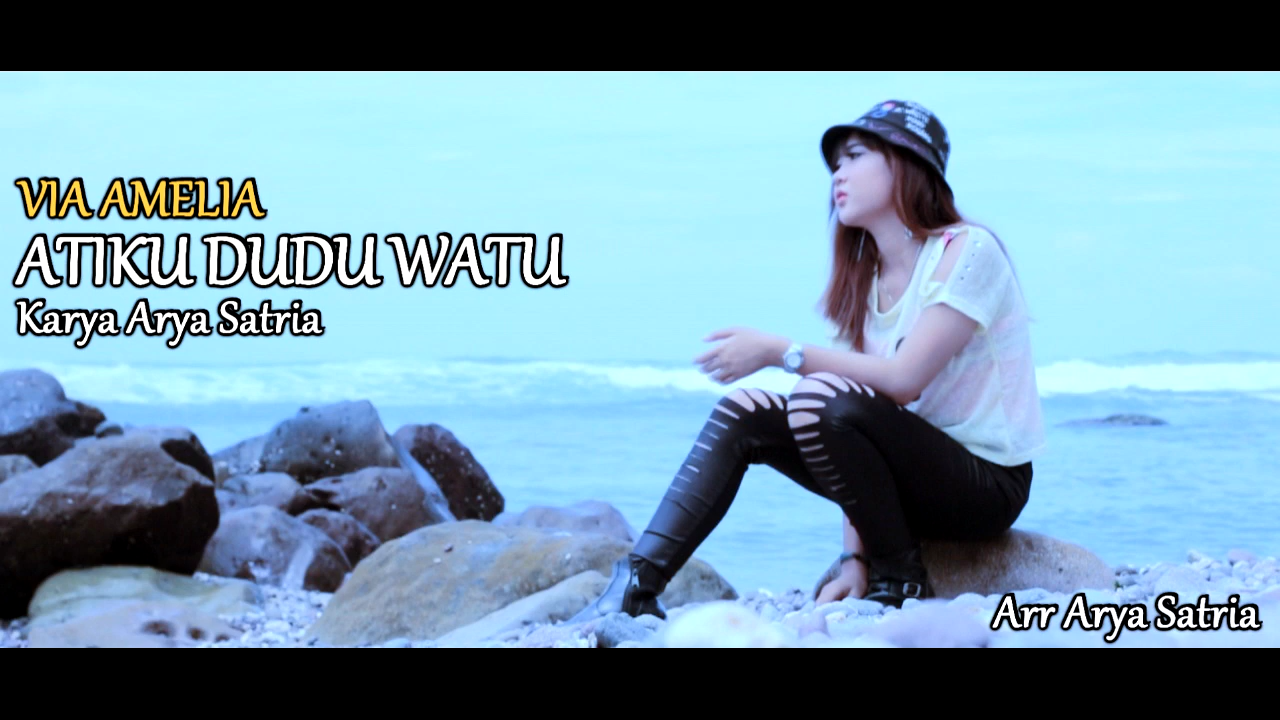 VIA AMELIA
ATIKU DUDU WATU
Karya Arya Satria
Arr Arya Satria